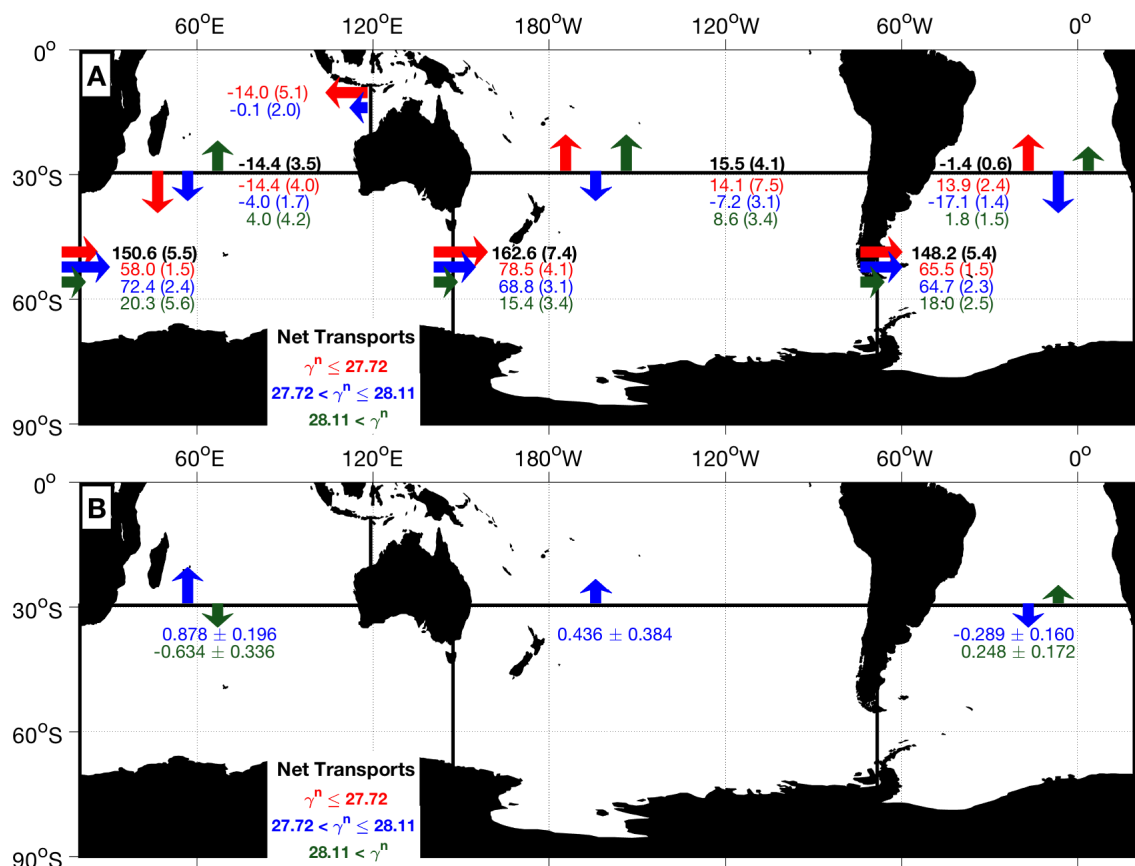 60°E 120°E 180°W 120°W 60°W 0°
0°
A
-14.0 (5.1)
-0.1 (2.0)
30°S
-14.4 (3.5) 15.5 (4.1) -1.4 (0.6)
-14.4 (4.0) 14.1 (7.5) 13.9 (2.4)
-4.0 (1.7) -7.2 (3.1) -17.1 (1.4)
4.0 (4.2) 8.6 (3.4) 1.8 (1.5)
150.6 (5.5) 162.6 (7.4) 148.2 (5.4)
58.0 (1.5) 78.5 (4.1) 65.5 (1.5)
72.4 (2.4) 68.8 (3.1) 64.7 (2.3)
20.3 (5.6) 15.4 (3.4) 18.0 (2.5)
60°S
Net Transports
γⁿ ≤ 27.72
27.72 < γⁿ ≤ 28.11
28.11 < γⁿ
90°S
60°E 120°E 180°W 120°W 60°W 0°
0°
B
30°S
0.878 ± 0.196 0.436 ± 0.384 -0.289 ± 0.160
-0.634 ± 0.336 0.248 ± 0.172
60°S
Net Transports
γⁿ ≤ 27.72
27.72 < γⁿ ≤ 28.11
28.11 < γⁿ
90°S